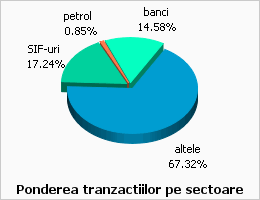 petrol
0.85%
banci
14.58%
SIF-uri
17.24%
altele
67.32%
Ponderea tranzactiilor pe sectoare